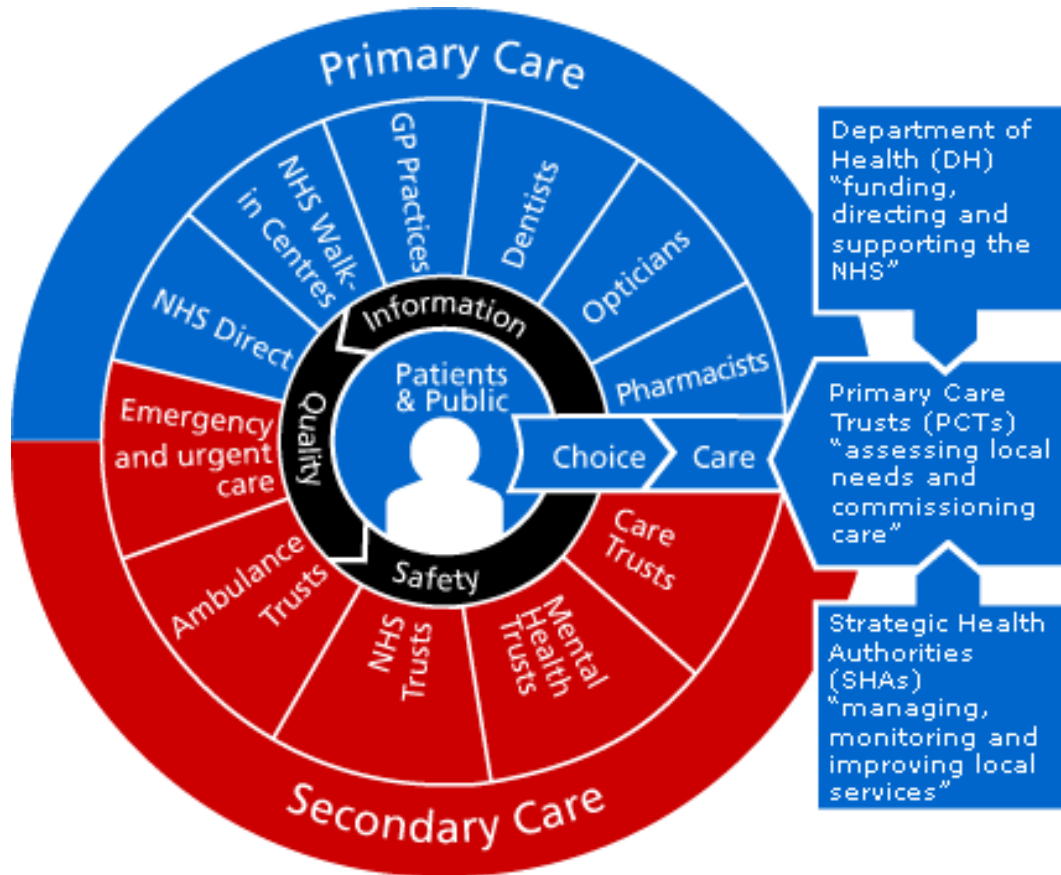 Primary Care
NHS Direct
NHS Walk-
in Centres
GP Practices
Dentists
Opticians
Pharmacists
Information
Quality
Safety
Patients
& Public
Choice
Care
Emergency
and urgent
care
Ambulance
Trusts
NHS
Trusts
Mental
Health
Trusts
Care
Trusts
Secondary Care
Department of
Health (DH)
“funding,
directing and
supporting the
NHS”
Primary Care
Trusts (PCTs)
“assessing local
needs and
commissioning
care”
Strategic Health
Authorities
(SHAs)
“managing,
monitoring and
improving local
services”